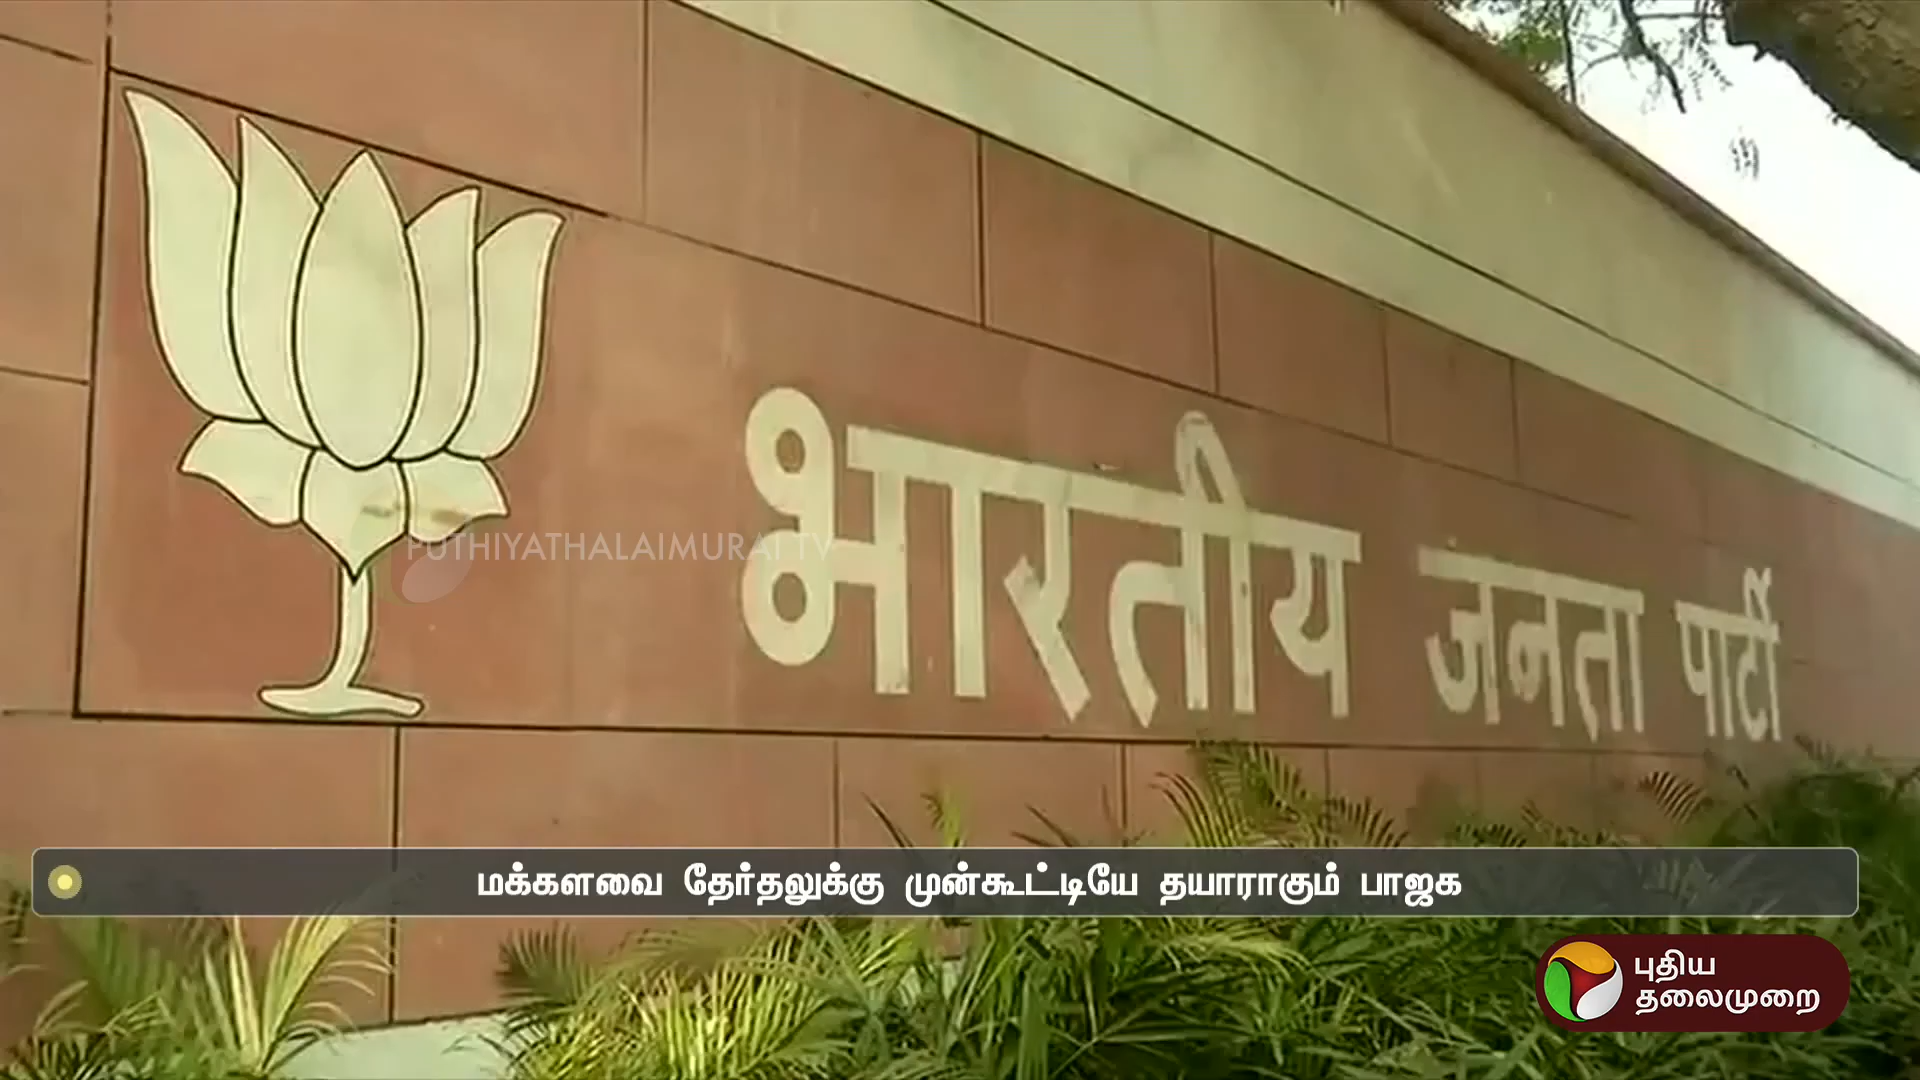 भारतीय जनता पार्टी
PUTHIYATHALAIMURAI TV
மக்களவை தேர்தலுக்கு முன்கூட்டியே தயாராகும் பாஜக
புதிய
தலைமுறை